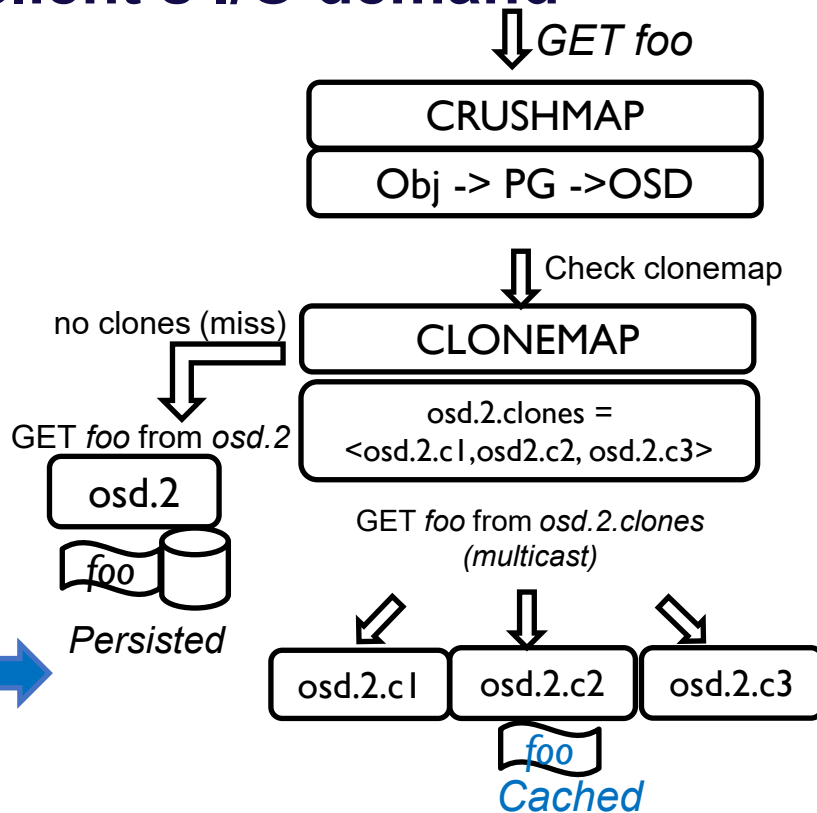 I/O demand
GET foo
CRUSHMAP
Obj -> PG ->OSD
Check clonemap
no clones (miss)
CLONEMAP
osd.2.clones =
<osd.2.c1,osd2.c2, osd.2.c3>
GET foo from osd.2
osd.2
foo
Persisted
GET foo from osd.2.clones
(multicast)
osd.2.c1
osd.2.c2
osd.2.c3
foo
Cached